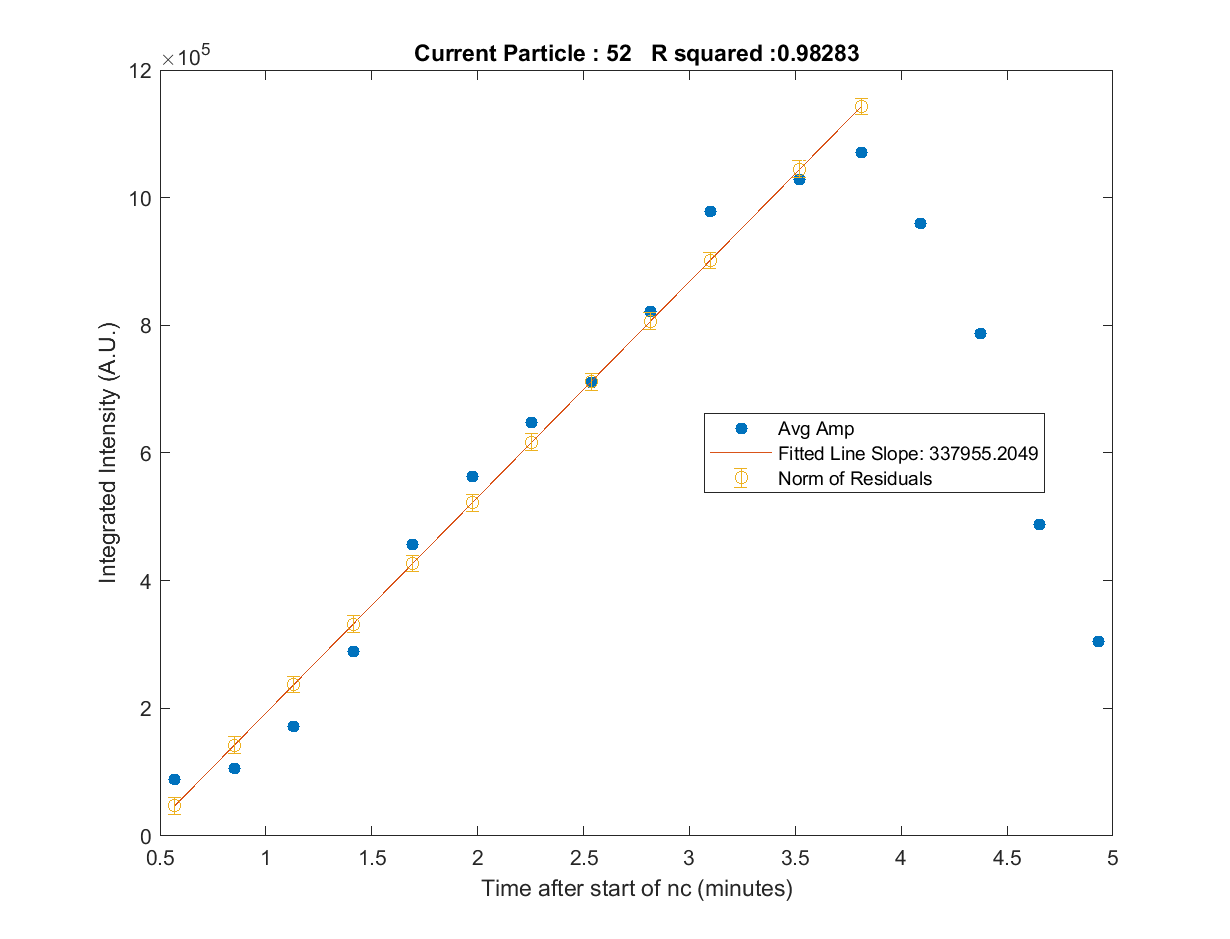 Current Particle : 52   R squared :0.98283
×10^5
12
10
8
6
4
2
0
Integrated Intensity (A.U.)
Avg Amp
Fitted Line Slope: 337955.2049
Norm of Residuals
0.5 1 1.5 2 2.5 3 3.5 4 4.5 5
Time after start of nc (minutes)